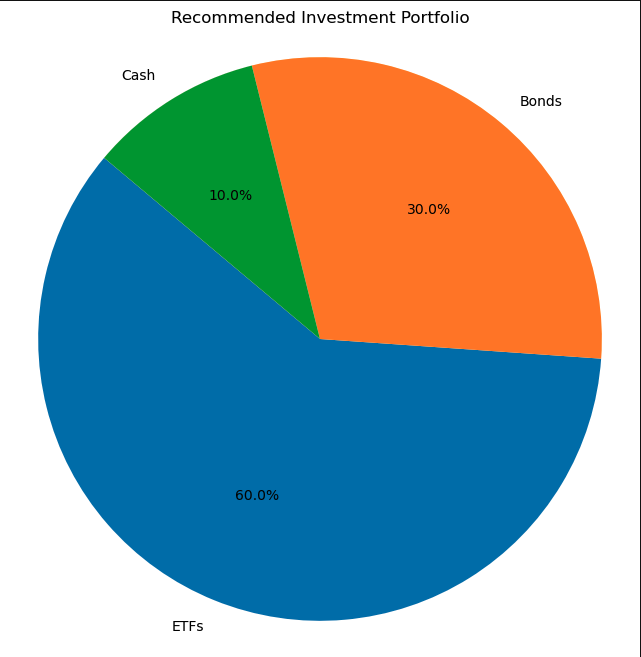 Recommended Investment Portfolio
Cash
Bonds
10.0%
30.0%
60.0%
ETFs